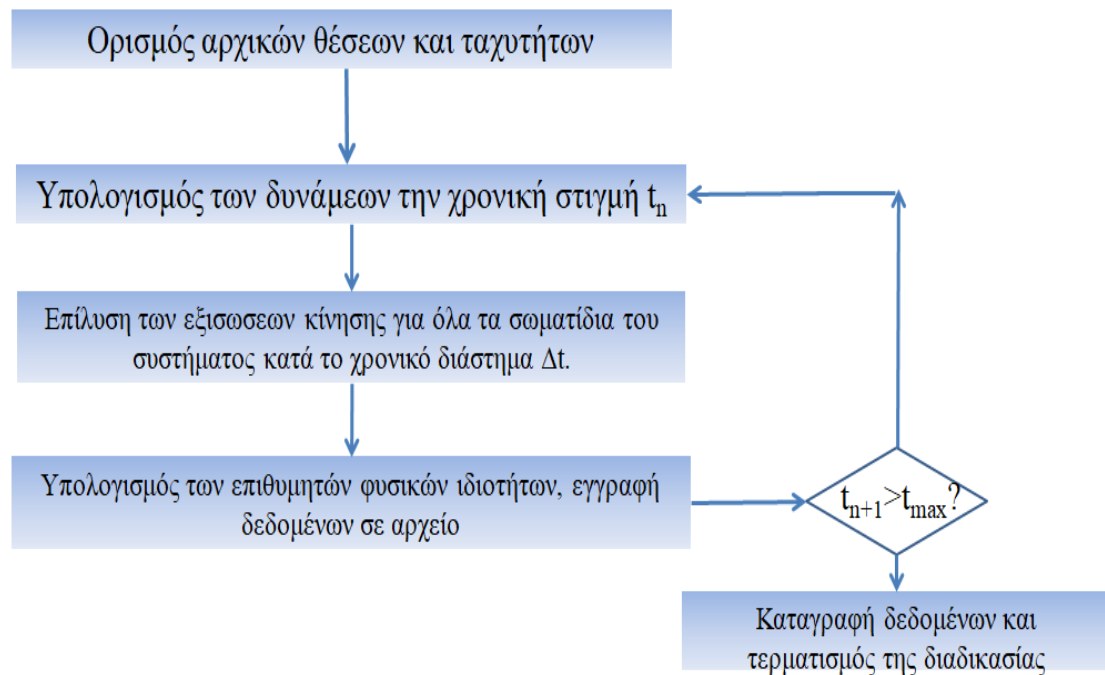 Ορισμός αρχικών θέσεων και ταχυτήτων
Υπολογισμός των δυνάμεων την χρονική στιγμή tₙ
Επίλυση των εξισωσεων κίνησης για όλα τα σωματίδια του
συστήματος κατά το χρονικό διάστημα Δt.
Υπολογισμός των επιθυμητών φυσικών ιδιοτήτων, εγγραφή
δεδομένων σε αρχείο
tₙ₊₁>tₘₐₓ?
Καταγραφή δεδομένων και
τερματισμός της διαδικασίας